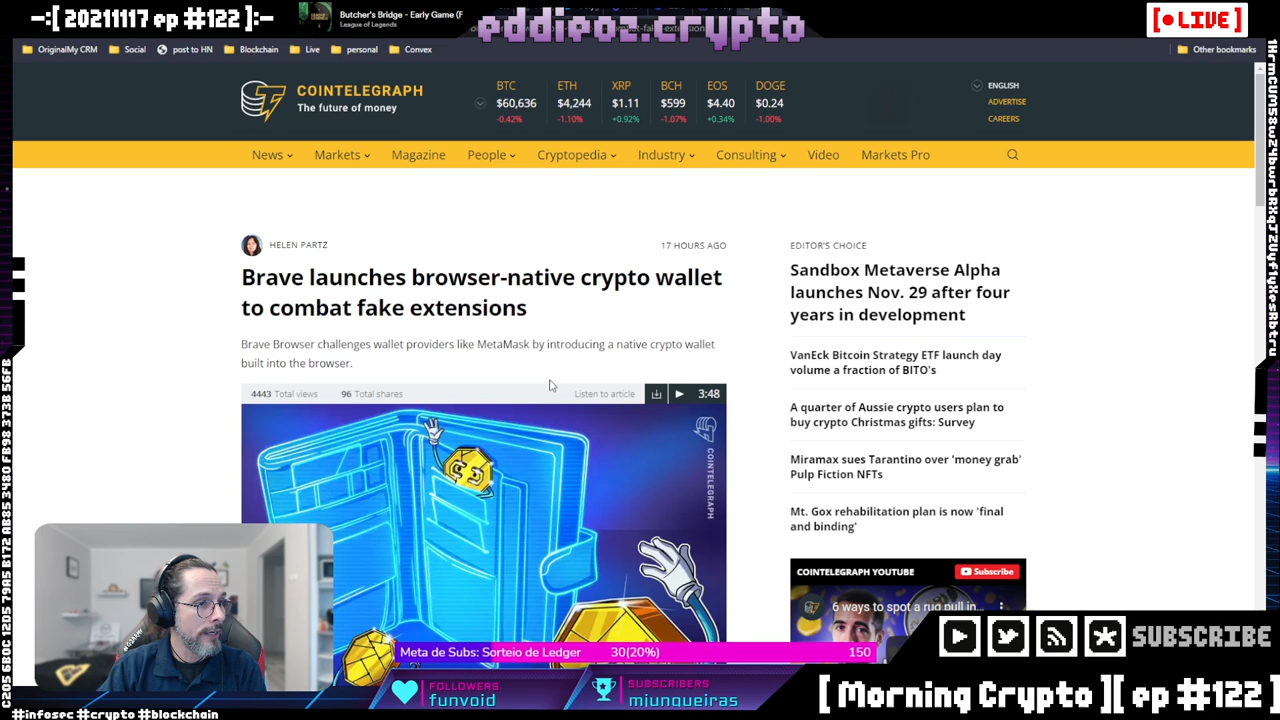 -:[ 20211117 ep #122 ]:-
Butcher's Bridge - Early Game (F
League of Legends
eddieoz.crypto
[ LIVE ]
OriginalMy CRM
Social
post to HN
Blockchain
Live
personal
Convex
Other bookmarks
COINTELEGRAPH
The future of money
BTC
ETH
XRP
BCH
EOS
DOGE
$60,636
$4,244
$1.11
$599
$4.40
$0.24
-0.42%
-1.10%
+0.92%
-1.07%
+0.34%
-1.00%
ENGLISH
ADVERTISE
CAREERS
News
Markets
Magazine
People
Cryptopedia
Industry
Consulting
Video
Markets Pro
HELEN PARTZ
17 HOURS AGO
Brave launches browser-native crypto wallet
to combat fake extensions
Brave Browser challenges wallet providers like MetaMask by introducing a native crypto wallet
built into the browser.
4443 Total views
96 Total shares
Listen to article
3:48
COINTELEGRAPH
EDITOR'S CHOICE
Sandbox Metaverse Alpha
launches Nov. 29 after four
years in development
VanEck Bitcoin Strategy ETF launch day
volume a fraction of BITO's
A quarter of Aussie crypto users plan to
buy crypto Christmas gifts: Survey
Miramax sues Tarantino over 'money grab'
Pulp Fiction NFTs
Mt. Gox rehabilitation plan is now 'final
and binding'
COINTELEGRAPH YOUTUBE
Subscribe
6 ways to spot a rug pull in...
Meta de Subs: Sorteio de Ledger
30(20%)
150
FOLLOWERS
funvoid
SUBSCRIBERS
mjunqueiras
SUBSCRIBE
[ Morning Crypto ][ ep #122 ]
#infosec #crypto #blockchain